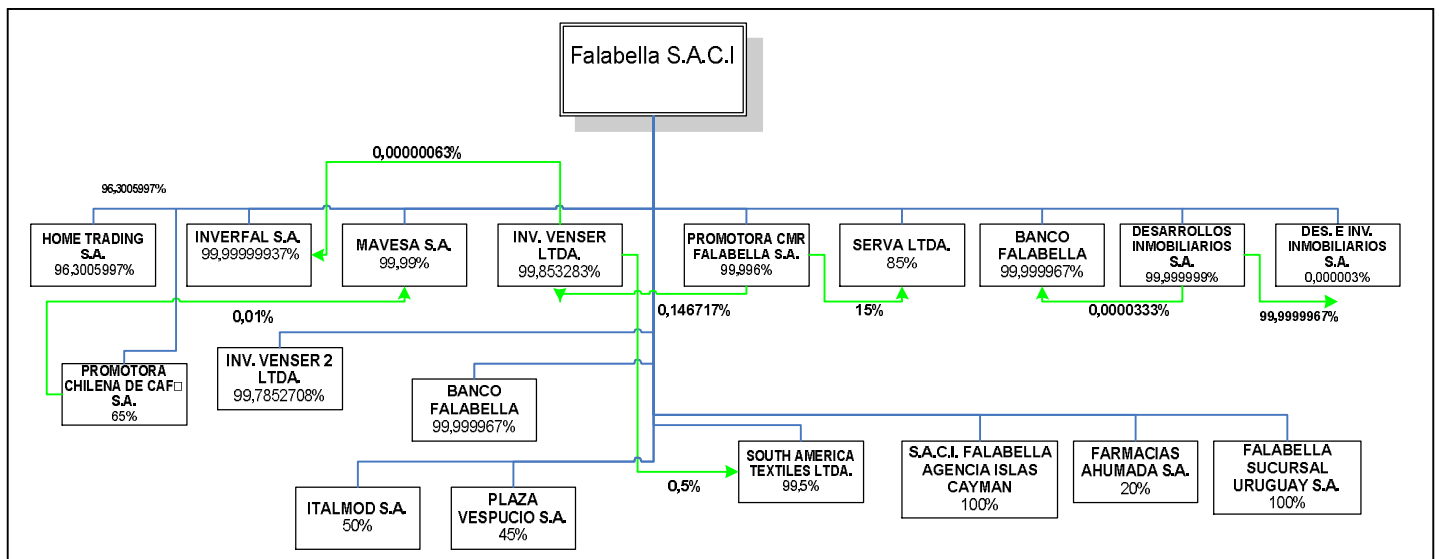 Falabella S.A.C.I
0,00000063%
96,3005997%
HOME TRADING
S.A.
96,3005997%
INVERFAL S.A.
99,99999937%
MAVESA S.A.
99,99%
INV. VENSER
LTDA.
99,853283%
PROMOTORA CMR
FALABELLA S.A.
99,996%
SERVA LTDA.
85%
BANCO
FALABELLA
99,999967%
DESARROLLOS
INMOBILIARIOS
S.A.
99,999999%
DES. E INV.
INMOBILIARIOS
S.A.
0,000003%
0,01%
0,146717%
15%
0,0000333%
99,9999967%
PROMOTORA
CHILENA DE CAF□
S.A.
65%
INV. VENSER 2
LTDA.
99,7852708%
BANCO
FALABELLA
99,999967%
SOUTH AMERICA
TEXTILES LTDA.
99,5%
S.A.C.I. FALABELLA
AGENCIA ISLAS
CAYMAN
100%
FARMACIAS
AHUMADA S.A.
20%
FALABELLA
SUCURSAL
URUGUAY S.A.
100%
0,5%
ITALMOD S.A.
50%
PLAZA
VESPUCIO S.A.
45%